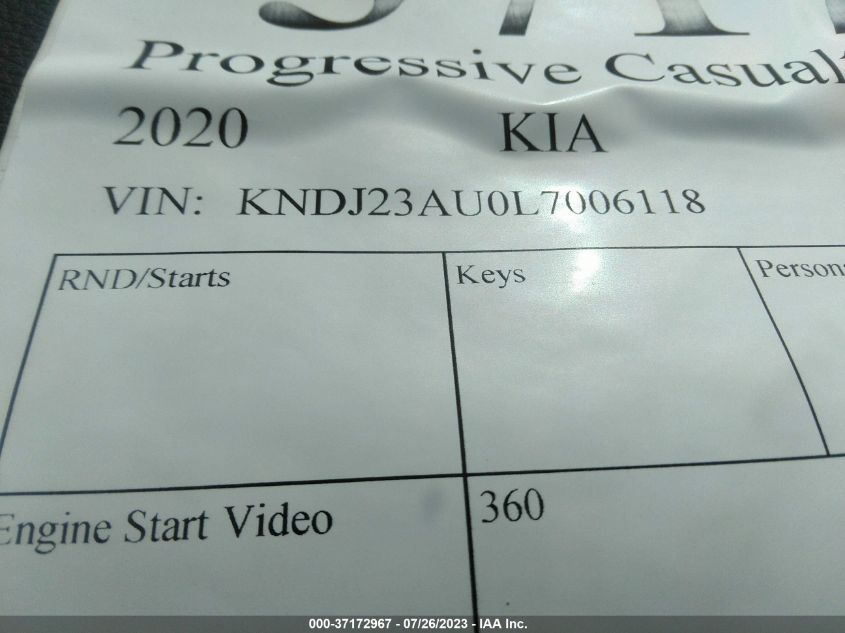 Progressive Casual
2020 KIA
VIN: KNDJ23AU0L7006118
RND/Starts Keys Persona
Engine Start Video 360
000-37172967 - 07/26/2023 - IAA Inc.